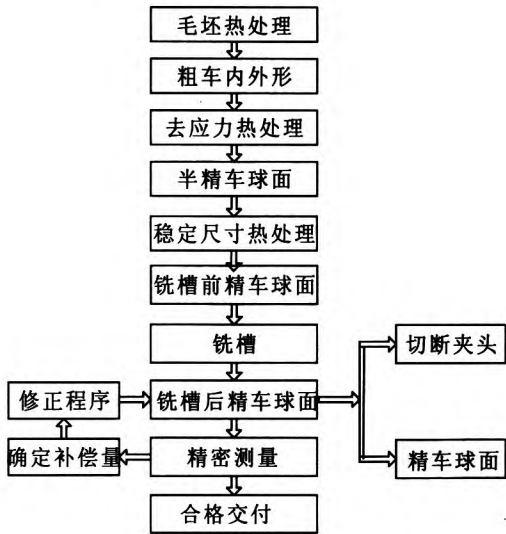 毛坯热处理
粗车内外形
去应力热处理
半精车球面
稳定尺寸热处理
铣槽前精车球面
铣槽
切断夹头
修正程序
铣槽后精车球面
确定补偿量
精密测量
精车球面
合格交付